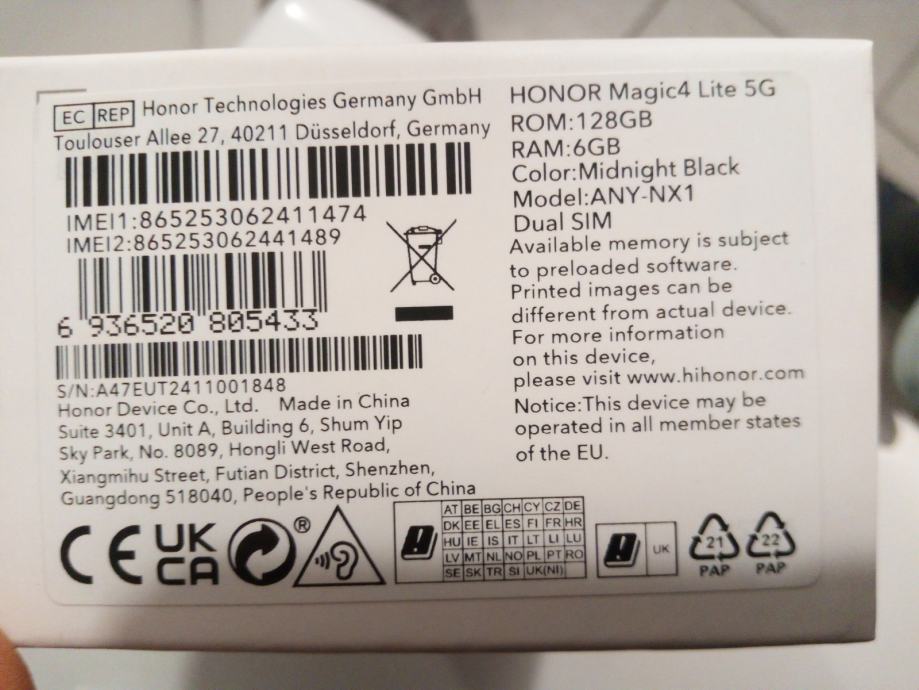 EC REP Honor Technologies Germany GmbH
Toulouser Allee 27, 40211 Düsseldorf, Germany
IMEI1:865253062411474
IMEI2:865253062441489
6 936520 805433
S/N:A47EUT2411001848
Honor Device Co., Ltd. Made in China
Suite 3401, Unit A, Building 6, Shum Yip
Sky Park, No. 8089, Hongli West Road,
Xiangmihu Street, Futian District, Shenzhen,
Guangdong 518040, People's Republic of China
HONOR Magic4 Lite 5G
ROM:128GB
RAM:6GB
Color:Midnight Black
Model:ANY-NX1
Dual SIM
Available memory is subject
to preloaded software.
Printed images can be
different from actual device.
For more information
on this device,
please visit www.hihonor.com
Notice:This device may be
operated in all member states
of the EU.
CE
UK
CA
®
AT BE BG CH CY CZ DE
DK EE EL ES FI FR HR
HU IE IS IT LT LI LU
LV MT NL NO PL PT RO
SE SK TR SI UK(NI)
UK
21
PAP
22
PAP